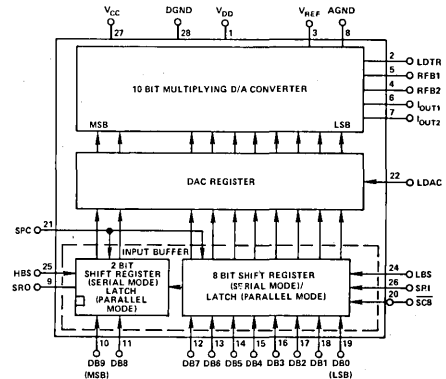 VCC DGND VDD VREF AGND
27 28 1 3 8
10 BIT MULTIPLYING D/A CONVERTER
MSB LSB
2 LDTR
5 RFB1
4 RFB2
6 IOUT1
7 IOUT2
DAC REGISTER
22 LDAC
21
SPC
INPUT BUFFER
2 BIT
SHIFT REGISTER
(SERIAL MODE)
LATCH
(PARALLEL
MODE)
8 BIT SHIFT REGISTER
(SERIAL MODE)/
LATCH (PARALLEL MODE)
25
HBS
9
SRO
24
LBS
26
SRI
20
SC8
10 11 12 13 14 15 16 17 18 19
DB9 DB8 DB7 DB6 DB5 DB4 DB3 DB2 DB1 DB0
(MSB) (LSB)